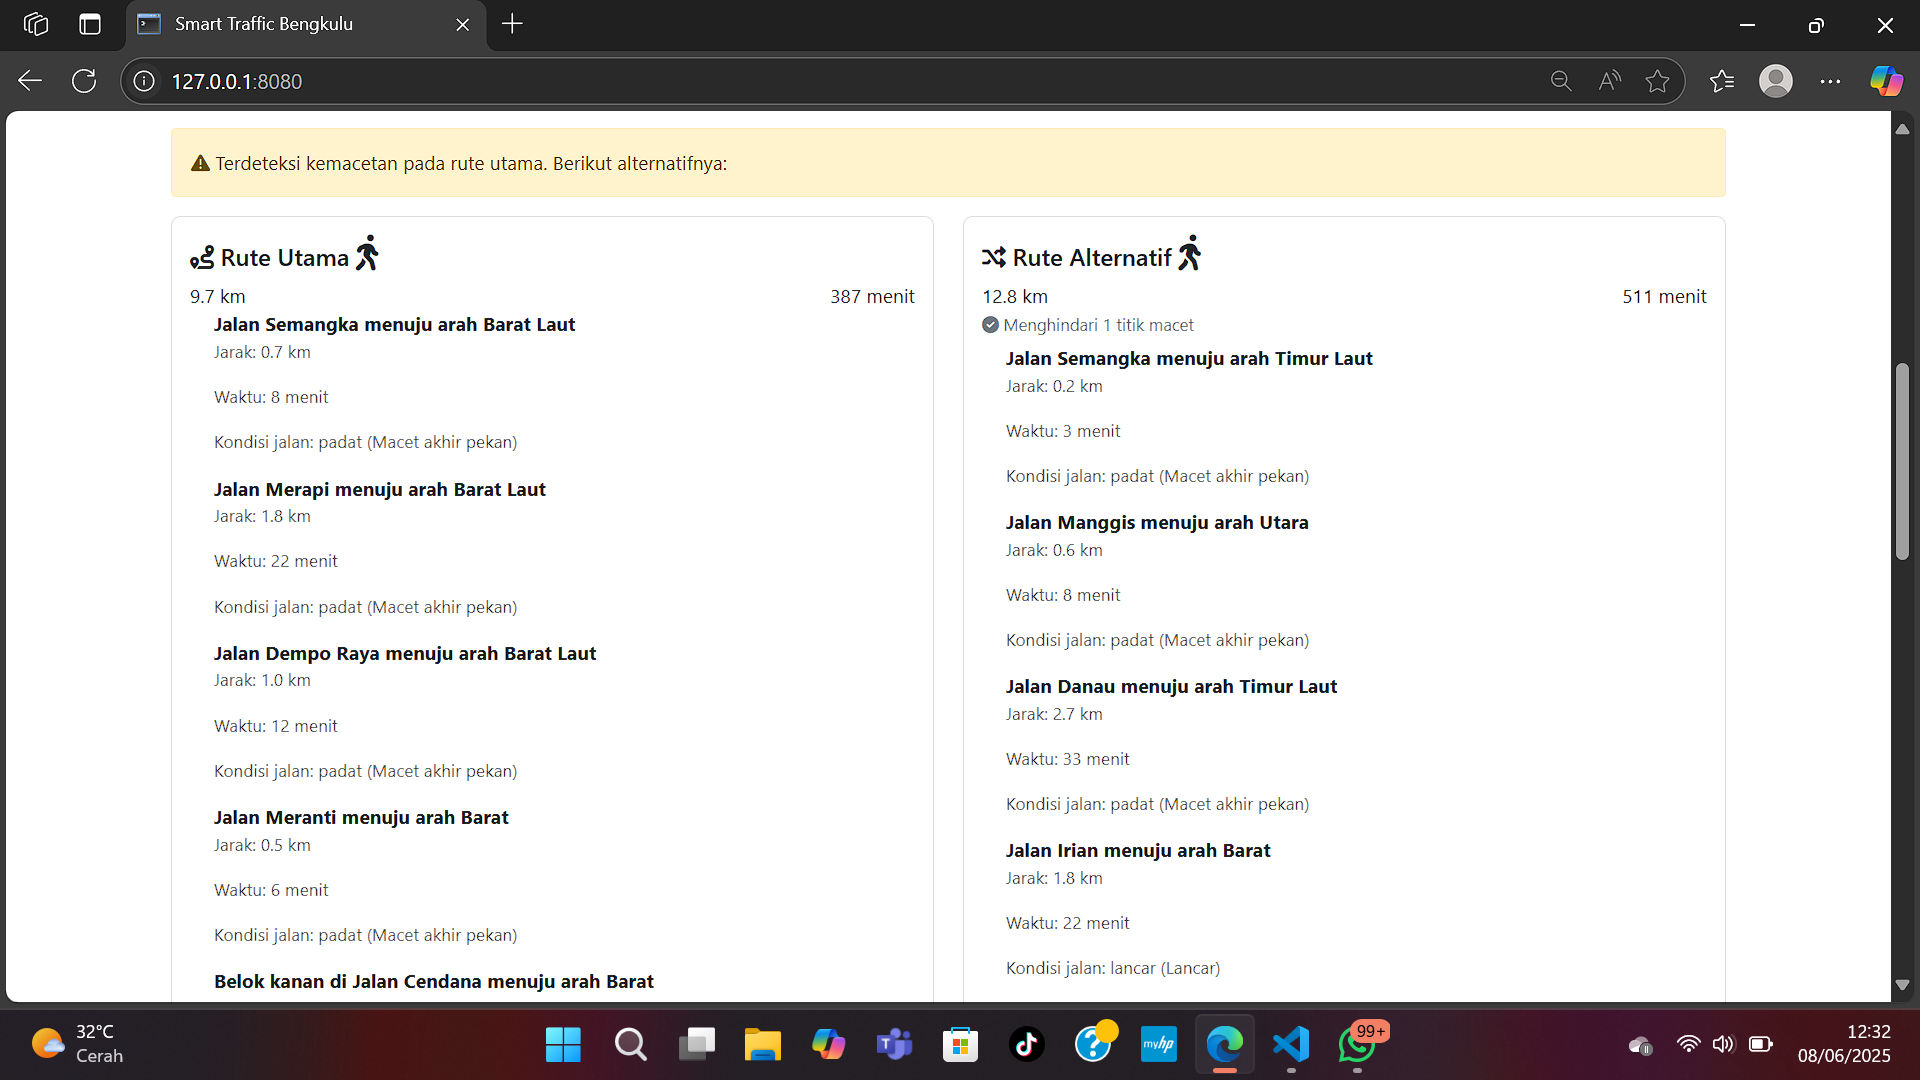 Smart Traffic Bengkulu
127.0.0.1:8080
Terdeteksi kemacetan pada rute utama. Berikut alternatifnya:
Rute Utama
9.7 km
387 menit
Jalan Semangka menuju arah Barat Laut
Jarak: 0.7 km
Waktu: 8 menit
Kondisi jalan: padat (Macet akhir pekan)
Jalan Merapi menuju arah Barat Laut
Jarak: 1.8 km
Waktu: 22 menit
Kondisi jalan: padat (Macet akhir pekan)
Jalan Dempo Raya menuju arah Barat Laut
Jarak: 1.0 km
Waktu: 12 menit
Kondisi jalan: padat (Macet akhir pekan)
Jalan Meranti menuju arah Barat
Jarak: 0.5 km
Waktu: 6 menit
Kondisi jalan: padat (Macet akhir pekan)
Belok kanan di Jalan Cendana menuju arah Barat
Rute Alternatif
12.8 km
511 menit
Menghindari 1 titik macet
Jalan Semangka menuju arah Timur Laut
Jarak: 0.2 km
Waktu: 3 menit
Kondisi jalan: padat (Macet akhir pekan)
Jalan Manggis menuju arah Utara
Jarak: 0.6 km
Waktu: 8 menit
Kondisi jalan: padat (Macet akhir pekan)
Jalan Danau menuju arah Timur Laut
Jarak: 2.7 km
Waktu: 33 menit
Kondisi jalan: padat (Macet akhir pekan)
Jalan Irian menuju arah Barat
Jarak: 1.8 km
Waktu: 22 menit
Kondisi jalan: lancar (Lancar)
32°C
Cerah
myhp
99+
12:32
08/06/2025